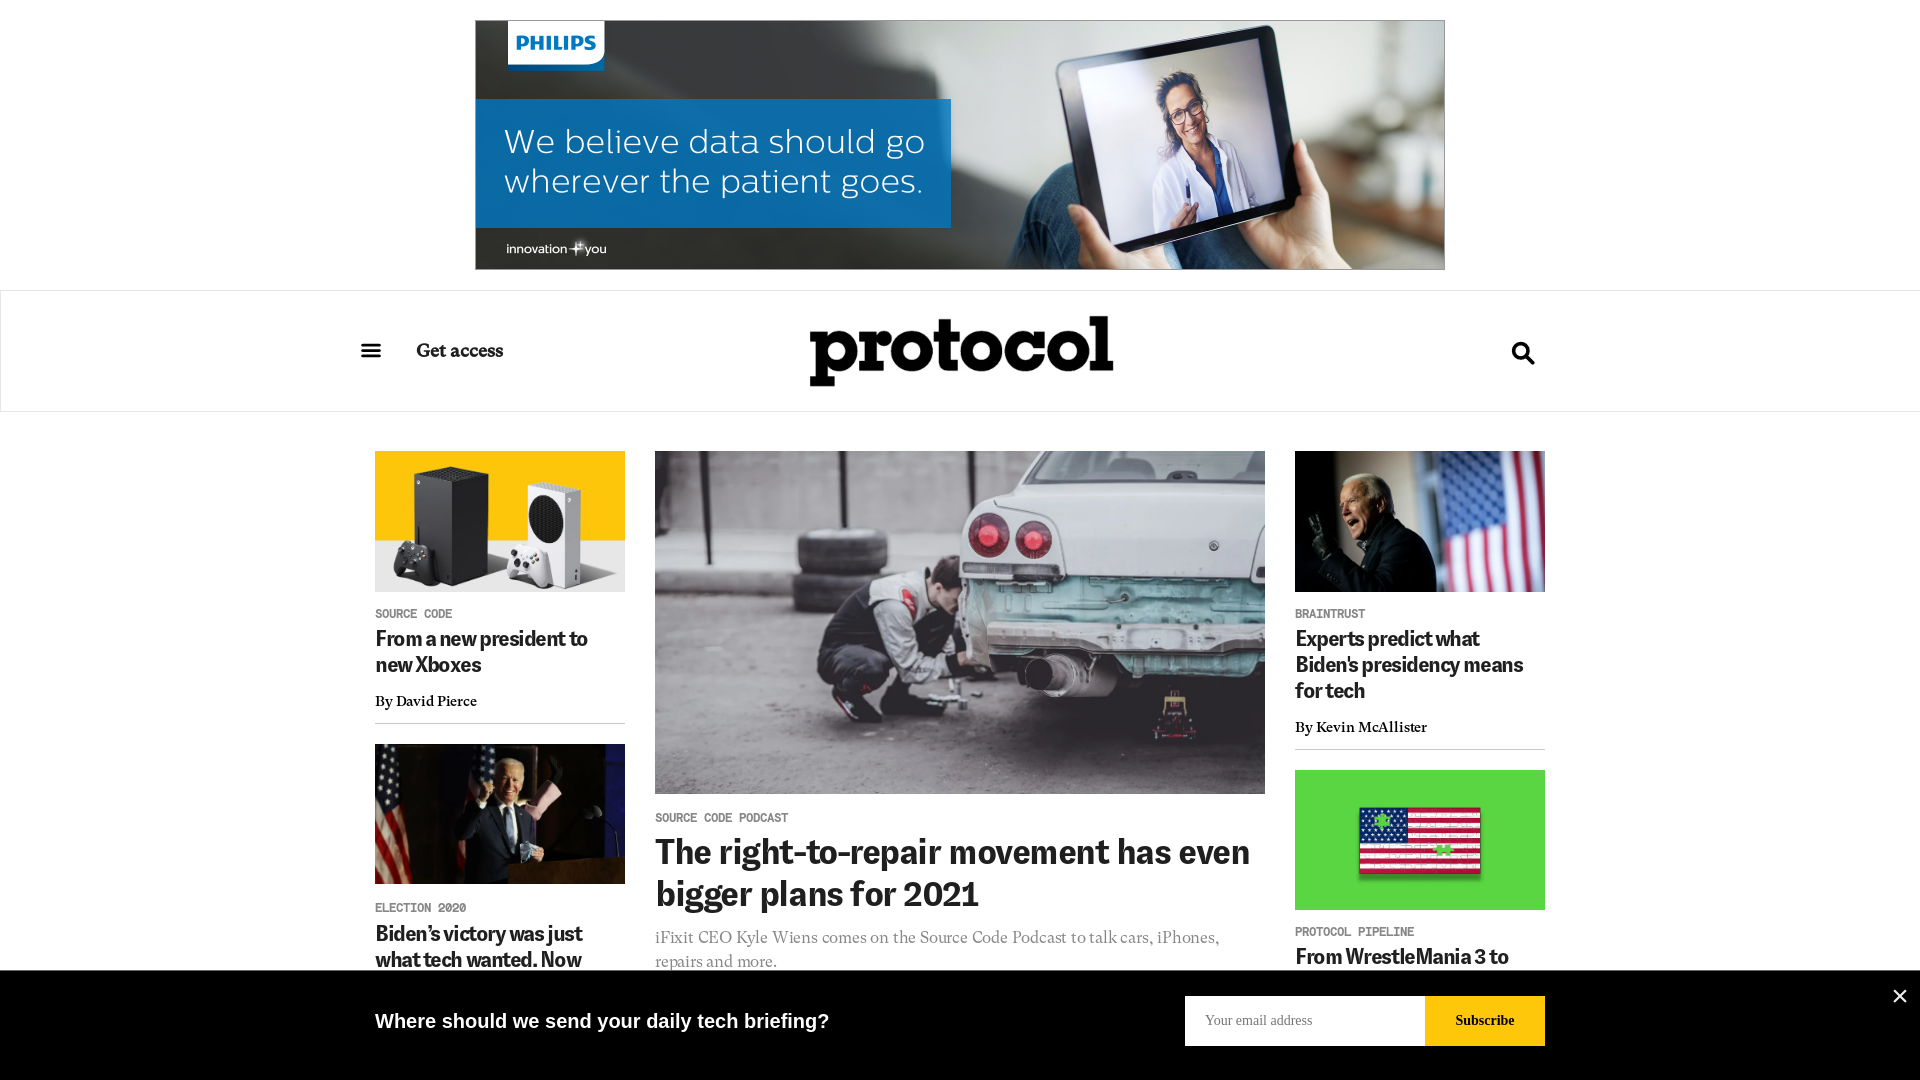 PHILIPS
We believe data should go
wherever the patient goes.
innovation you
Get access
protocol
SOURCE CODE
From a new president to
new Xboxes
By David Pierce
ELECTION 2020
Biden’s victory was just
what tech wanted. Now
SOURCE CODE PODCAST
The right-to-repair movement has even
bigger plans for 2021
iFixit CEO Kyle Wiens comes on the Source Code Podcast to talk cars, iPhones,
repairs and more.
BRAINTRUST
Experts predict what
Biden's presidency means
for tech
By Kevin McAllister
PROTOCOL PIPELINE
From WrestleMania 3 to
Where should we send your daily tech briefing?
Your email address
Subscribe